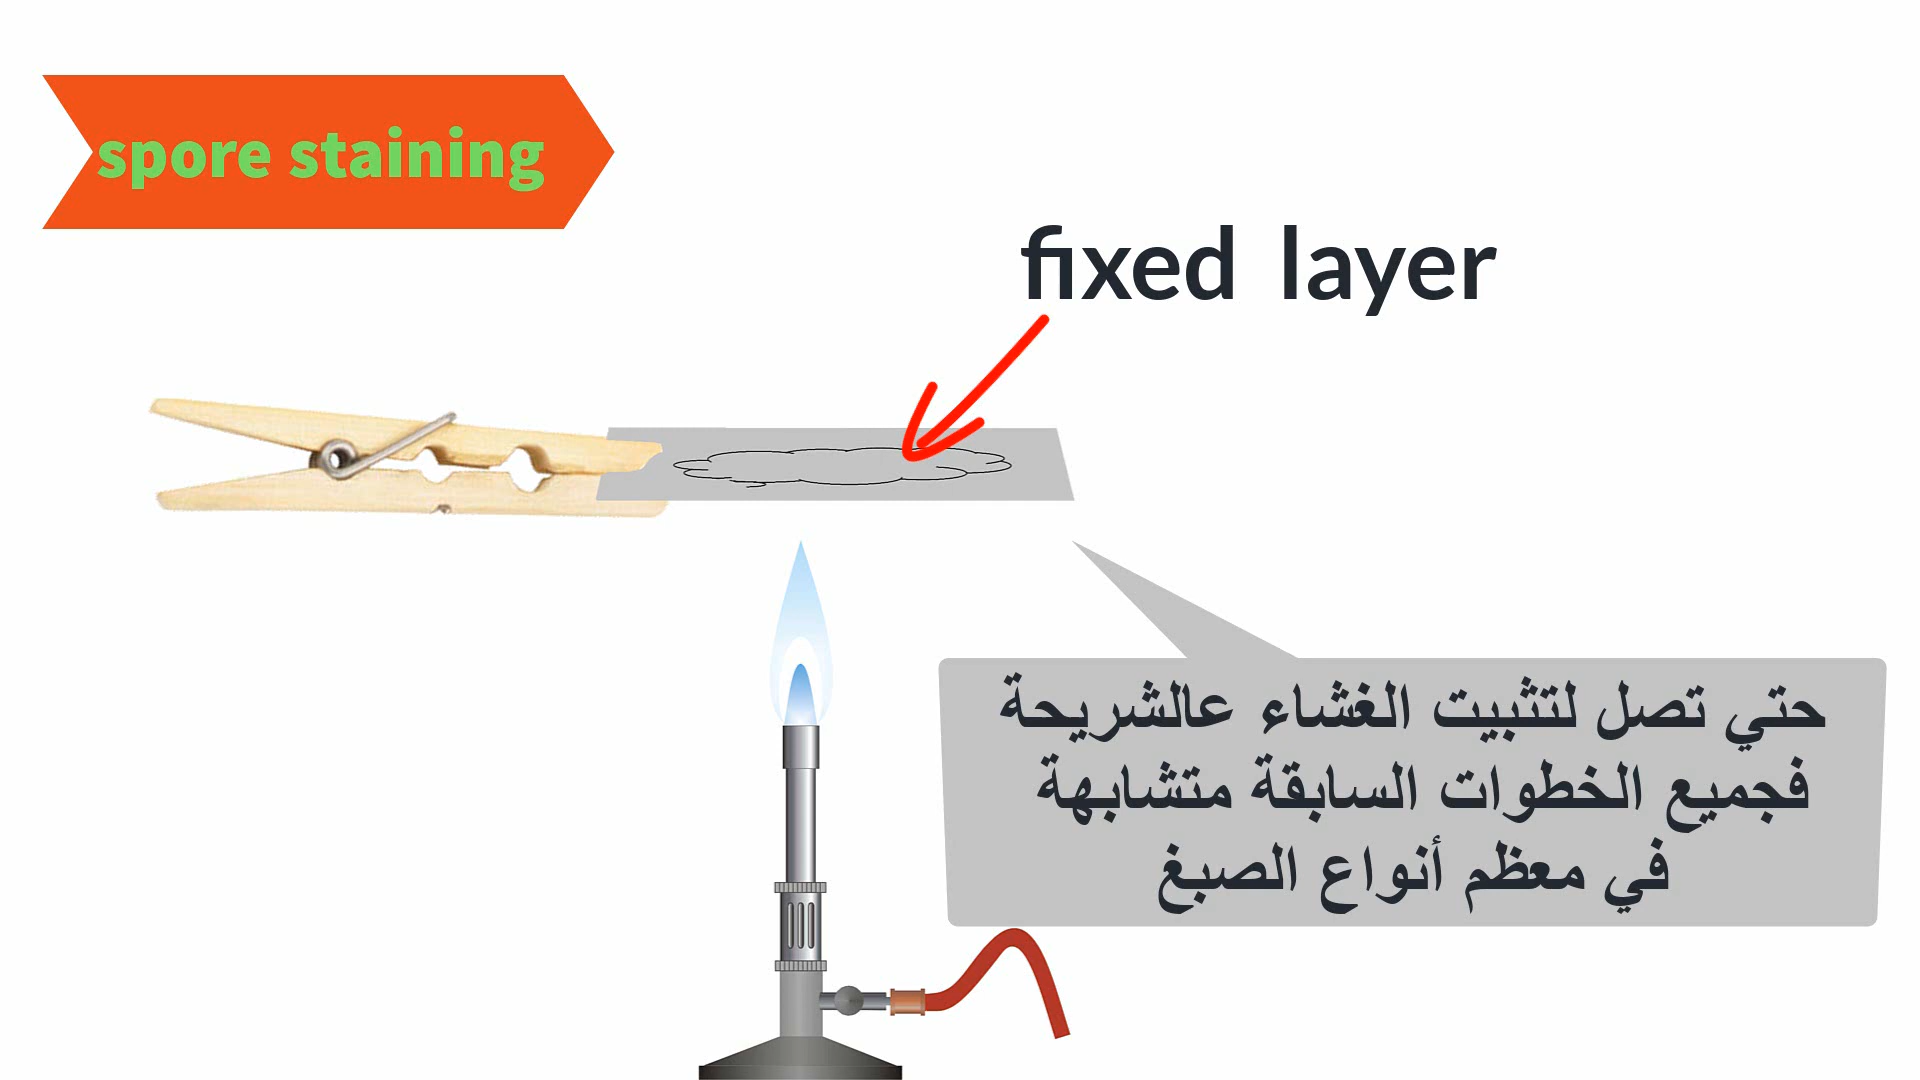 spore staining
fixed layer
حتي تصل لتثبيت الغشاء عالشريحة
فجميع الخطوات السابقة متشابهة
في معظم أنواع الصبغ